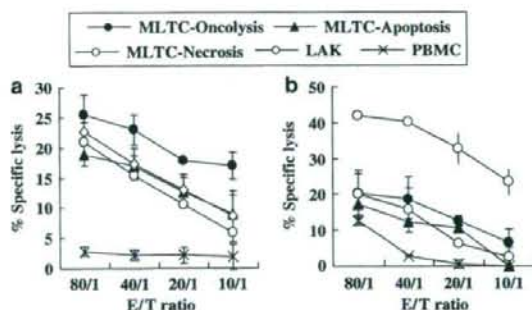 MLTC-Oncolysis MLTC-Apoptosis
MLTC-Necrosis LAK PBMC
a
30
25
20
15
10
5
0
% Specific lysis
80/1 40/1 20/1 10/1
E/T ratio
b
50
40
30
20
10
0
% Specific lysis
80/1 40/1 20/1 10/1
E/T ratio